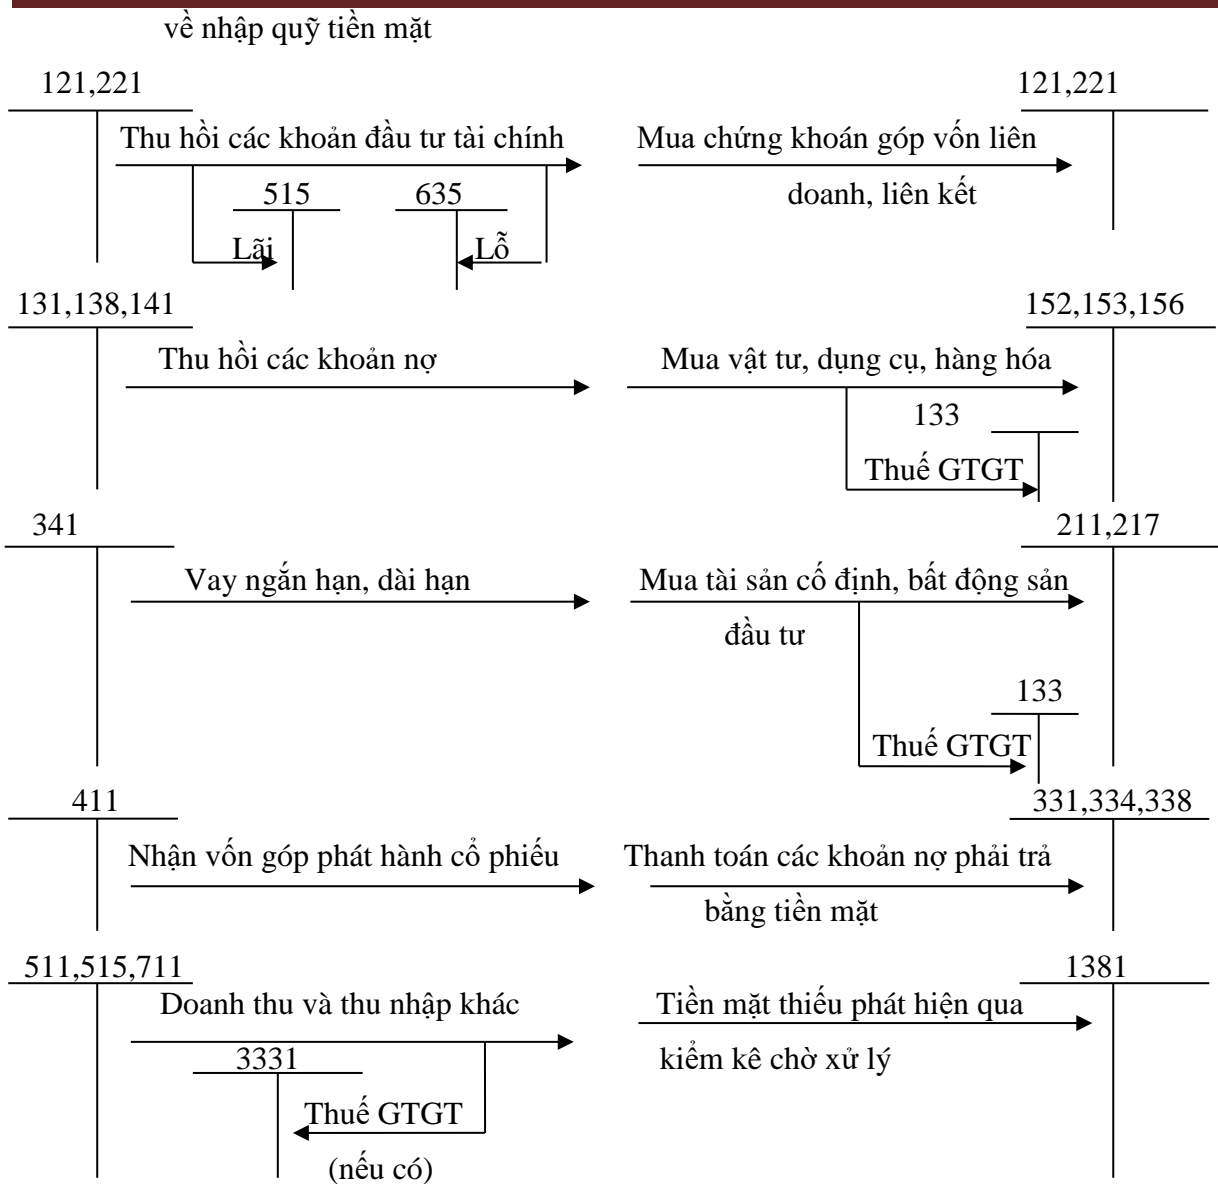 về nhập quỹ tiền mặt
121,221
121,221
Thu hồi các khoản đầu tư tài chính
Mua chứng khoán góp vốn liên
doanh, liên kết
515
635
Lãi
Lỗ
131,138,141
152,153,156
Thu hồi các khoản nợ
Mua vật tư, dụng cụ, hàng hóa
133
Thuế GTGT
341
211,217
Vay ngắn hạn, dài hạn
Mua tài sản cố định, bất động sản
đầu tư
133
Thuế GTGT
411
331,334,338
Nhận vốn góp phát hành cổ phiếu
Thanh toán các khoản nợ phải trả
bằng tiền mặt
511,515,711
1381
Doanh thu và thu nhập khác
Tiền mặt thiếu phát hiện qua
kiểm kê chờ xử lý
3331
Thuế GTGT
(nếu có)